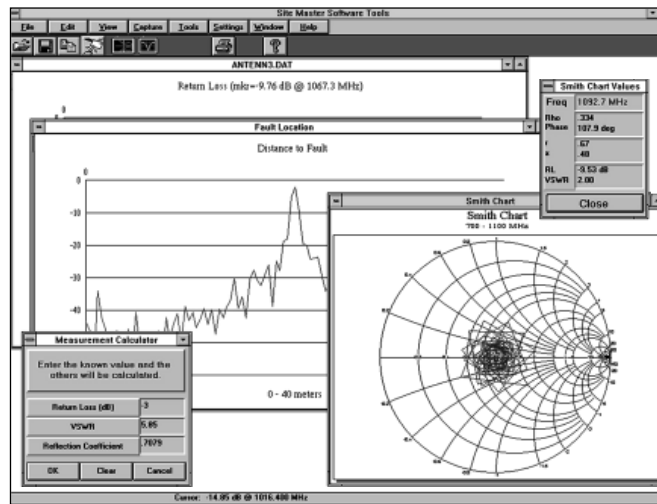 Site Master Software Tools
File Edit View Capture Tools Settings Window Help
ANTENN3.DAT
Return Loss (mkr=-9.76 dB @ 1067.3 MHz)
0
Fault Location
Distance to Fault
0
0
-10
-20
-30
-40
0 - 40 meters
Smith Chart Values
Freq 1092.7 MHz
Rho .334
Phase 107.9 deg
r .67
x .48
RL -9.53 dB
VSWR 2.00
Close
Smith Chart
Smith Chart
700 - 1100 MHz
Measurement Calculator
Enter the known value and the
others will be calculated.
Return Loss (dB) -3
VSWR 5.85
Reflection Coefficient .7079
OK Clear Cancel
Cursor: -14.85 dB @ 1016.400 MHz